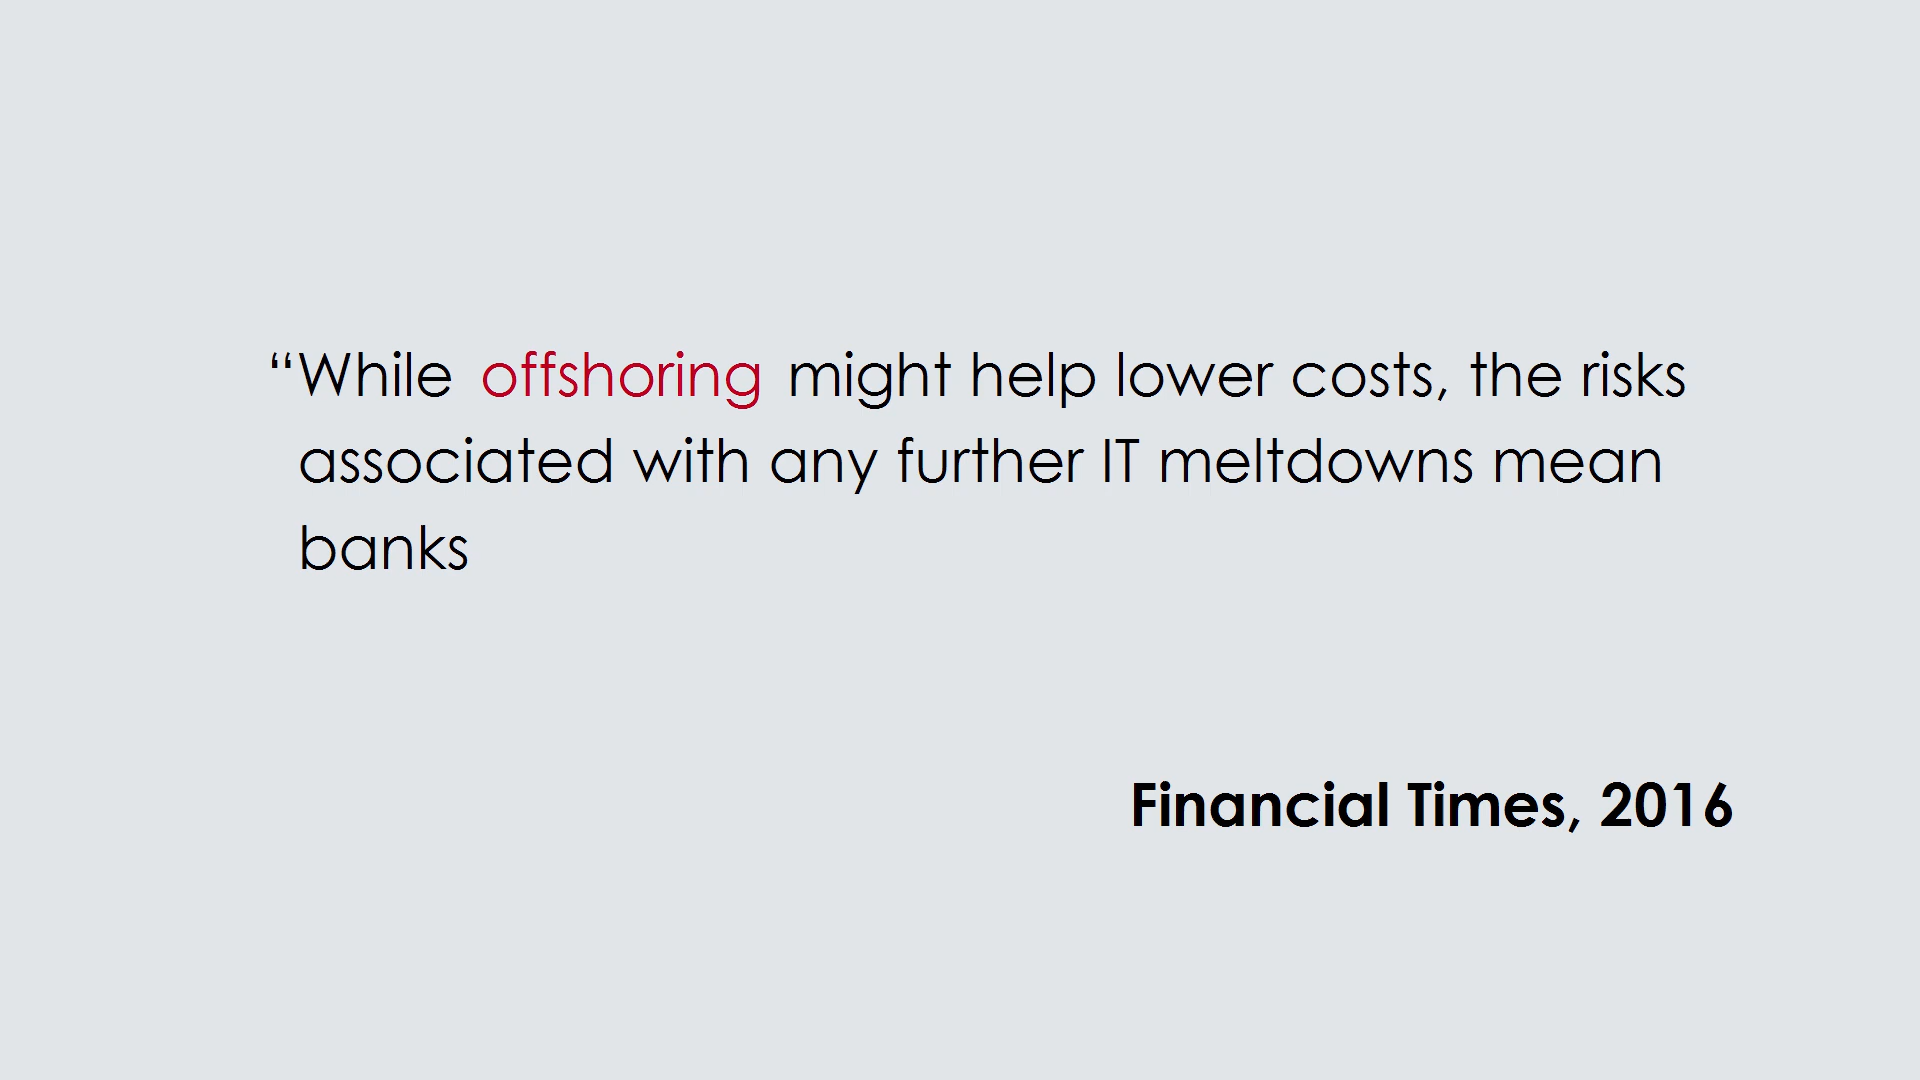 “While offshoring might help lower costs, the risks
associated with any further IT meltdowns mean
banks
Financial Times, 2016